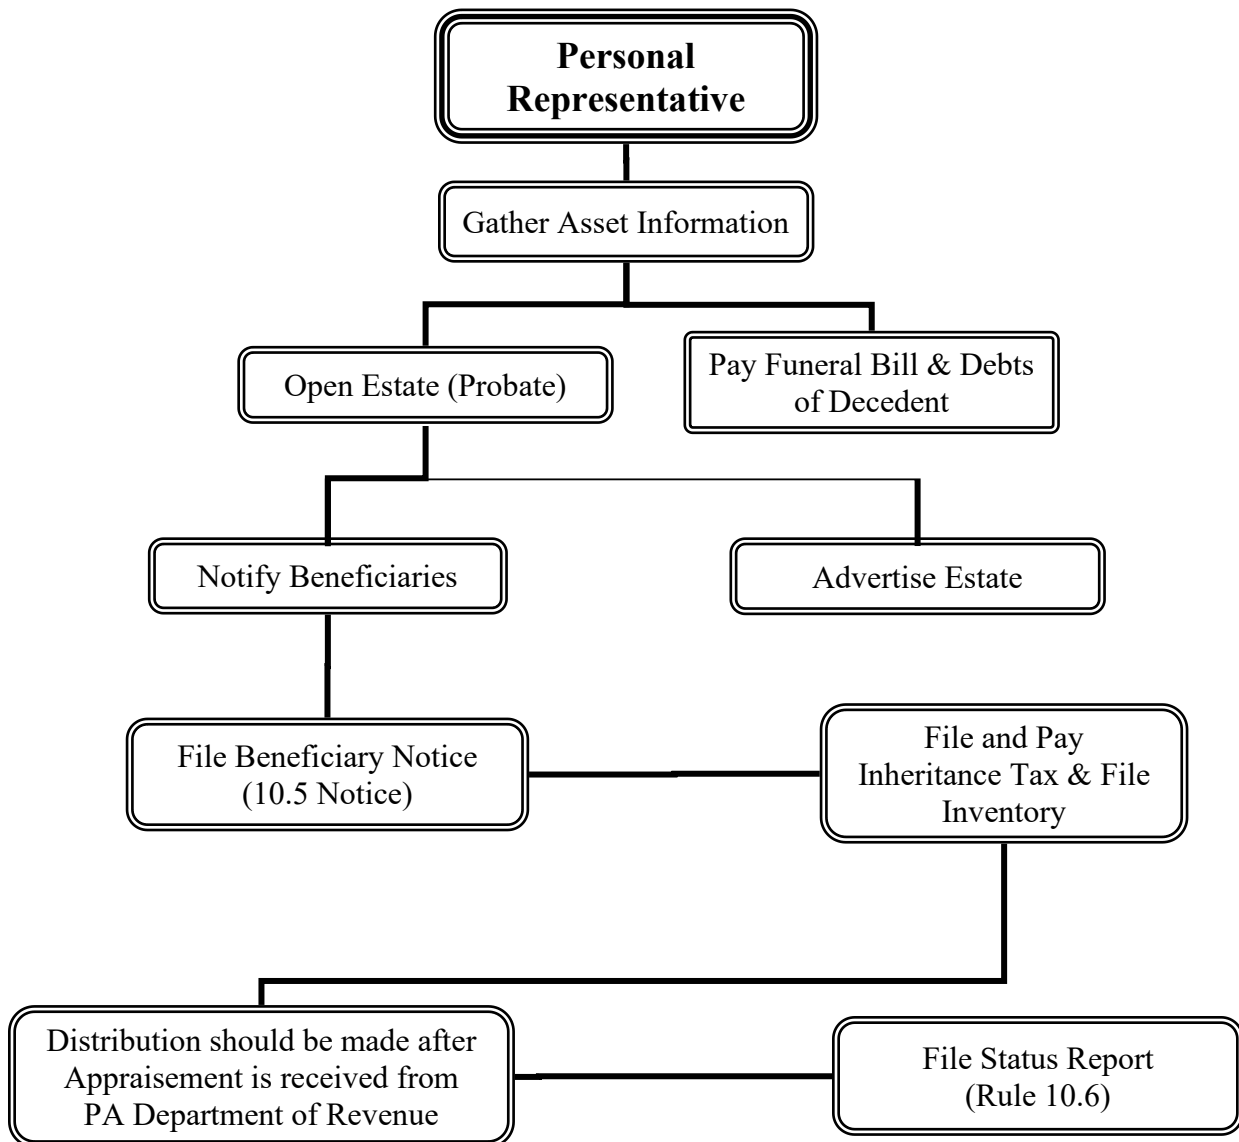 Personal
Representative
Gather Asset Information
Open Estate (Probate)
Pay Funeral Bill & Debts
of Decedent
Notify Beneficiaries
Advertise Estate
File Beneficiary Notice
(10.5 Notice)
File and Pay
Inheritance Tax & File
Inventory
Distribution should be made after
Appraisement is received from
PA Department of Revenue
File Status Report
(Rule 10.6)